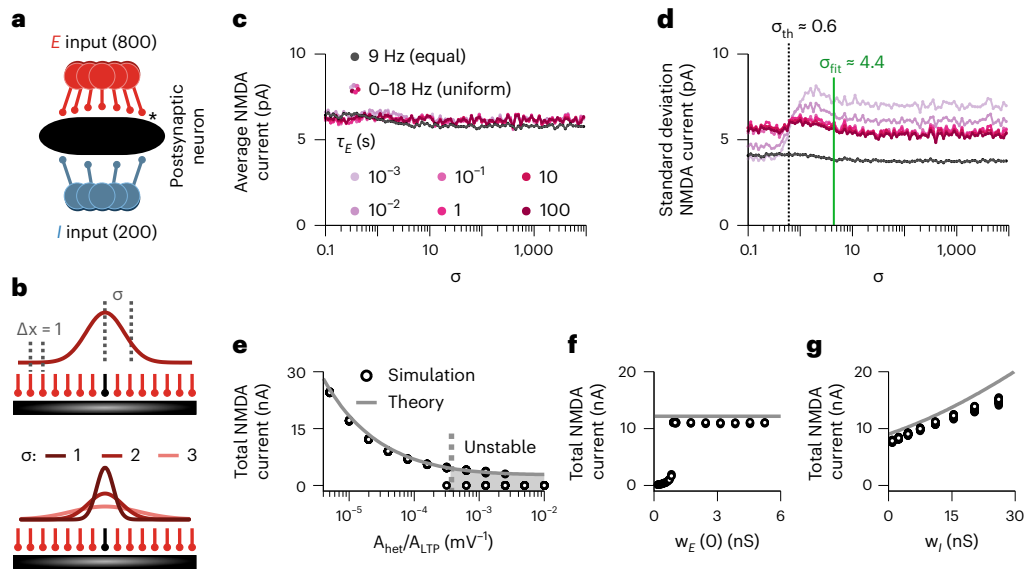 a
E input (800)
*
Postsynaptic
neuron
I input (200)
b
σ
Δx = 1
σ: 1 2 3
c
Average NMDA
current (pA)
10
5
0
9 Hz (equal)
0–18 Hz (uniform)
τE (s)
10⁻³ 10⁻¹ 10
10⁻² 1 100
0.1 10 1,000
σ
d
σth ≈ 0.6
σfit ≈ 4.4
Standard deviation
NMDA current (pA)
10
5
0
0.1 10 1,000
σ
e
Total NMDA
current (nA)
30
15
0
Simulation
Theory
Unstable
10⁻⁵ 10⁻⁴ 10⁻³ 10⁻²
Ahet/ALTP (mV⁻¹)
f
Total NMDA
current (nA)
20
10
0
0 3 6
wE (0) (nS)
g
Total NMDA
current (nA)
20
10
0
0 15 30
wI (nS)